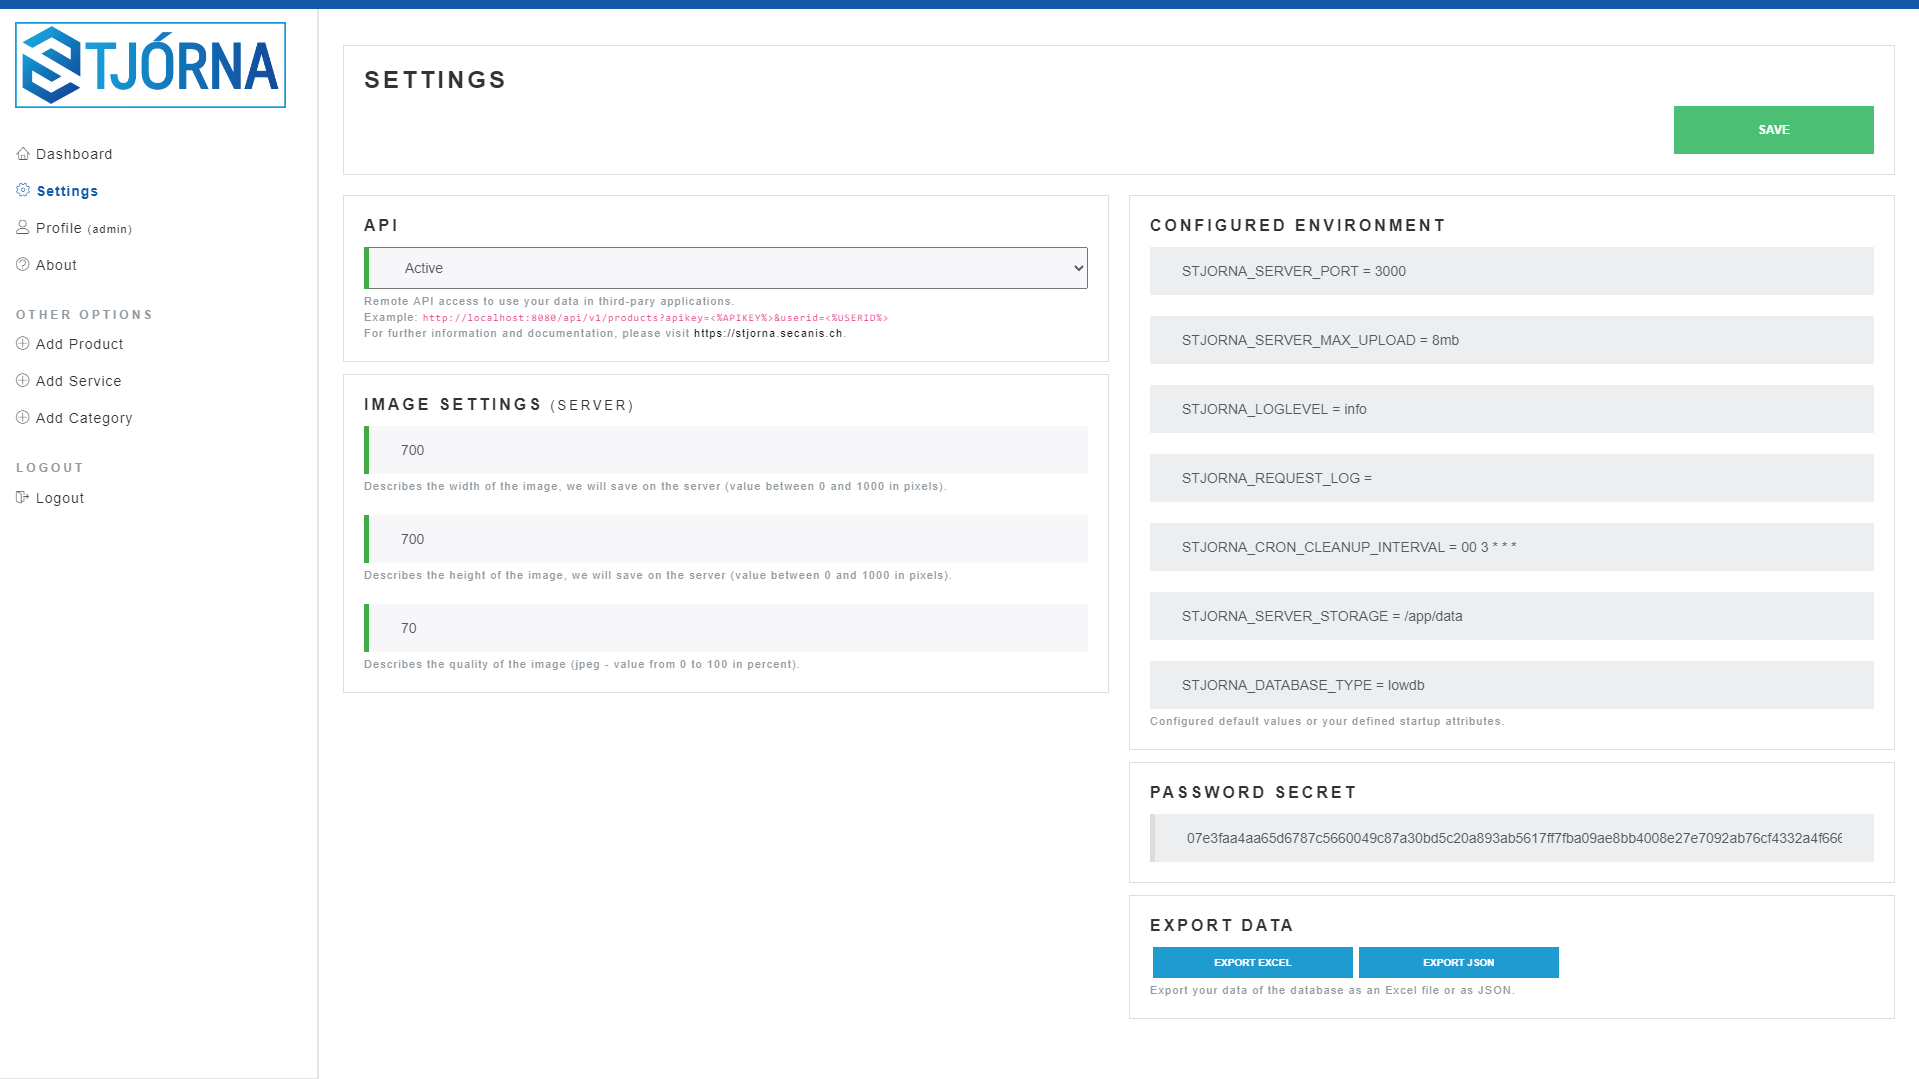 STJÓRNA
Dashboard
Settings
Profile (admin)
About
OTHER OPTIONS
Add Product
Add Service
Add Category
LOGOUT
Logout
SETTINGS
SAVE
API
Active
Remote API access to use your data in third-pary applications.
Example: http://localhost:8080/api/v1/products?apikey=<%APIKEY%>&userid=<%USERID%>
For further information and documentation, please visit https://stjorna.secanis.ch.
IMAGE SETTINGS (SERVER)
700
Describes the width of the image, we will save on the server (value between 0 and 1000 in pixels).
700
Describes the height of the image, we will save on the server (value between 0 and 1000 in pixels).
70
Describes the quality of the image (jpeg - value from 0 to 100 in percent).
CONFIGURED ENVIRONMENT
STJORNA_SERVER_PORT = 3000
STJORNA_SERVER_MAX_UPLOAD = 8mb
STJORNA_LOGLEVEL = info
STJORNA_REQUEST_LOG =
STJORNA_CRON_CLEANUP_INTERVAL = 00 3 * * *
STJORNA_SERVER_STORAGE = /app/data
STJORNA_DATABASE_TYPE = lowdb
Configured default values or your defined startup attributes.
PASSWORD SECRET
07e3faa4aa65d6787c5660049c87a30bd5c20a893ab5617ff7fba09ae8bb4008e27e7092ab76cf4332a4f666
EXPORT DATA
EXPORT EXCEL
EXPORT JSON
Export your data of the database as an Excel file or as JSON.